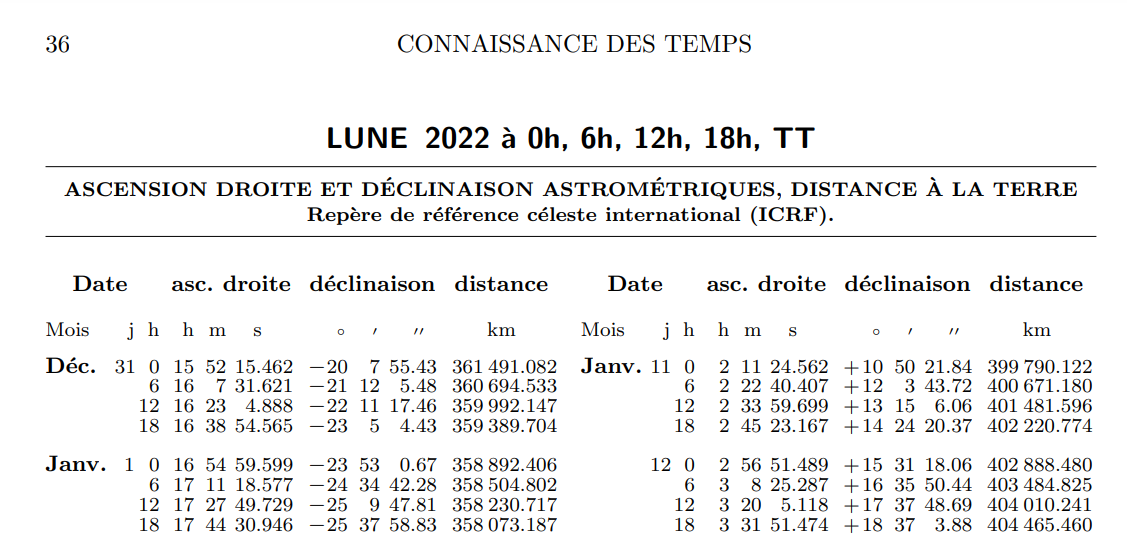 36 CONNAISSANCE DES TEMPS
LUNE 2022 à 0h, 6h, 12h, 18h, TT
ASCENSION DROITE ET DÉCLINAISON ASTROMÉTRIQUES, DISTANCE À LA TERRE
Repère de référence céleste international (ICRF).
Date asc. droite déclinaison distance Date asc. droite déclinaison distance
Mois j h h m s ° ′ ′′ km Mois j h h m s ° ′ ′′ km
Déc. 31 0 15 52 15.462 −20 7 55.43 361 491.082 Janv. 11 0 2 11 24.562 +10 50 21.84 399 790.122
6 16 7 31.621 −21 12 5.48 360 694.533 6 2 22 40.407 +12 3 43.72 400 671.180
12 16 23 4.888 −22 11 17.46 359 992.147 12 2 33 59.699 +13 15 6.06 401 481.596
18 16 38 54.565 −23 5 4.43 359 389.704 18 2 45 23.167 +14 24 20.37 402 220.774
Janv. 1 0 16 54 59.599 −23 53 0.67 358 892.406 12 0 2 56 51.489 +15 31 18.06 402 888.480
6 17 11 18.577 −24 34 42.28 358 504.802 6 3 8 25.287 +16 35 50.44 403 484.825
12 17 27 49.729 −25 9 47.81 358 230.717 12 3 20 5.118 +17 37 48.69 404 010.241
18 17 44 30.946 −25 37 58.83 358 073.187 18 3 31 51.474 +18 37 3.88 404 465.460